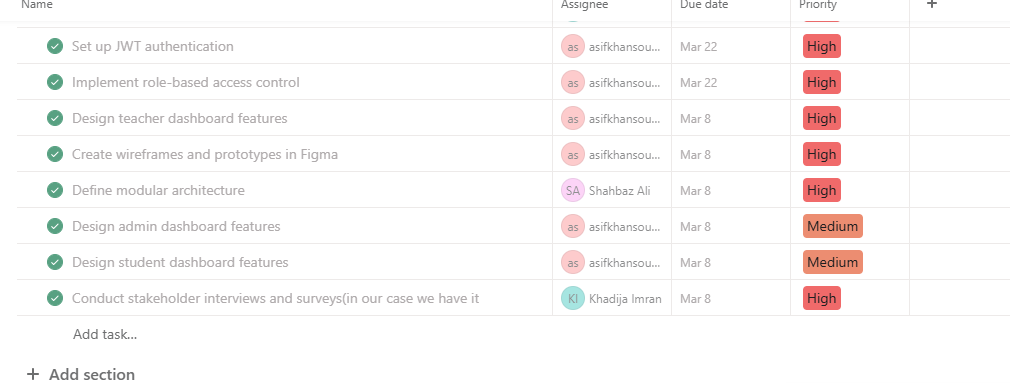 Name Assignee Due date Priority +
Set up JWT authentication as asifkhansou... Mar 22 High
Implement role-based access control as asifkhansou... Mar 22 High
Design teacher dashboard features as asifkhansou... Mar 8 High
Create wireframes and prototypes in Figma as asifkhansou... Mar 8 High
Define modular architecture SA Shahbaz Ali Mar 8 High
Design admin dashboard features as asifkhansou... Mar 8 Medium
Design student dashboard features as asifkhansou... Mar 8 Medium
Conduct stakeholder interviews and surveys(in our case we have it KI Khadija Imran Mar 8 High
Add task...
+ Add section